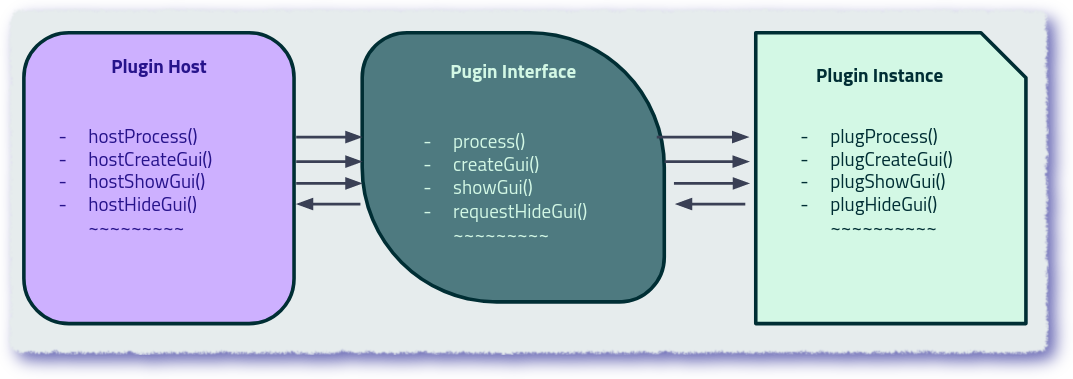 Plugin Host
- hostProcess()
- hostCreateGui()
- hostShowGui()
- hostHideGui()
~~~~~~~~~
Pugin Interface
- process()
- createGui()
- showGui()
- requestHideGui()
~~~~~~~~~
Plugin Instance
- plugProcess()
- plugCreateGui()
- plugShowGui()
- plugHideGui()
~~~~~~~~~~